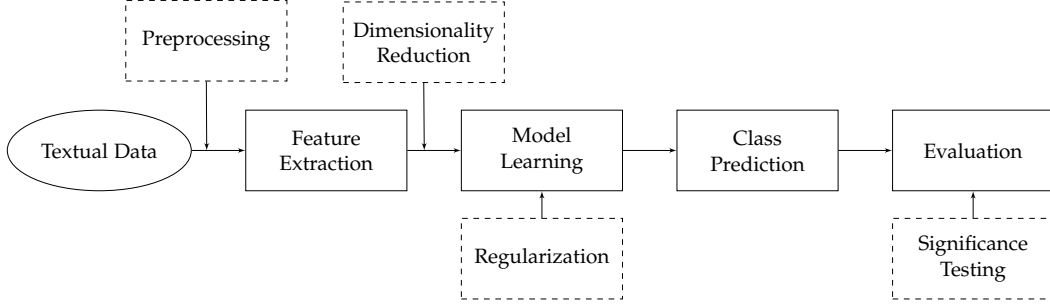 Preprocessing
Dimensionality
Reduction
Textual Data
Feature
Extraction
Model
Learning
Class
Prediction
Evaluation
Regularization
Significance
Testing